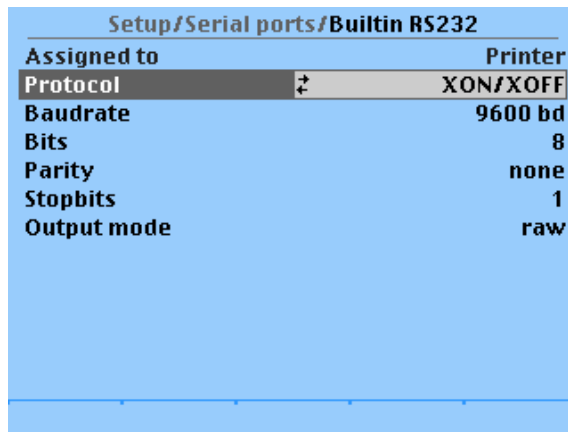 Setup/Serial ports/Builtin RS232
Assigned to Printer
Protocol XON/XOFF
Baudrate 9600 bd
Bits 8
Parity none
Stopbits 1
Output mode raw